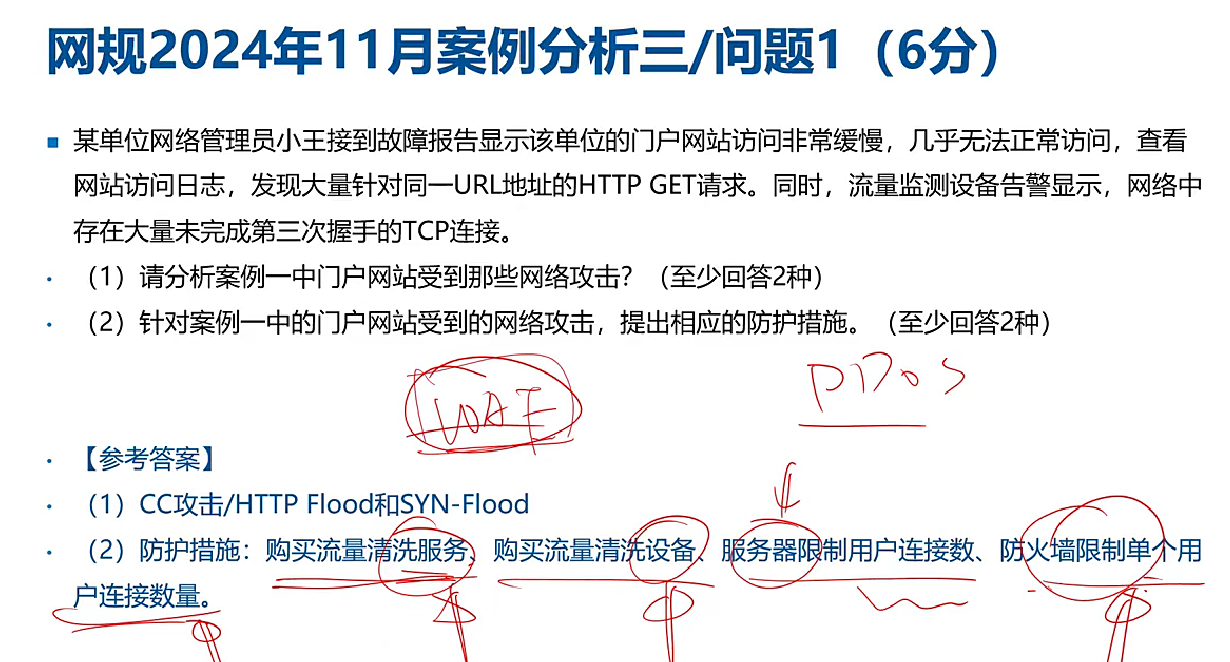 网规2024年11月案例分析三/问题1（6分）
某单位网络管理员小王接到故障报告显示该单位的门户网站访问非常缓慢，几乎无法正常访问，查看
网站访问日志，发现大量针对同一URL地址的HTTP GET请求。同时，流量监测设备告警显示，网络中
存在大量未完成第三次握手的TCP连接。
（1）请分析案例一中门户网站受到那些网络攻击？（至少回答2种）
（2）针对案例一中的门户网站受到的网络攻击，提出相应的防护措施。（至少回答2种）
WAF
DDoS
【参考答案】
（1）CC攻击/HTTP Flood和SYN-Flood
（2）防护措施：购买流量清洗服务、购买流量清洗设备、服务器限制用户连接数、防火墙限制单个用
户连接数量。